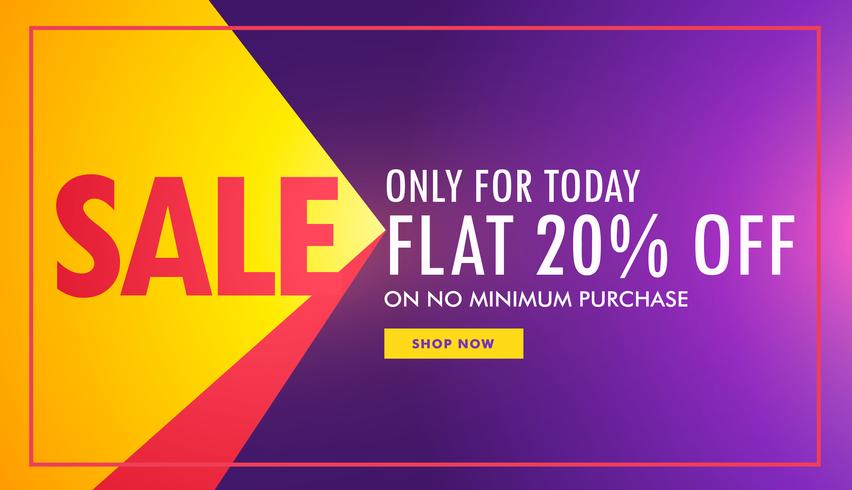 SALE
ONLY FOR TODAY
FLAT 20% OFF
ON NO MINIMUM PURCHASE
SHOP NOW